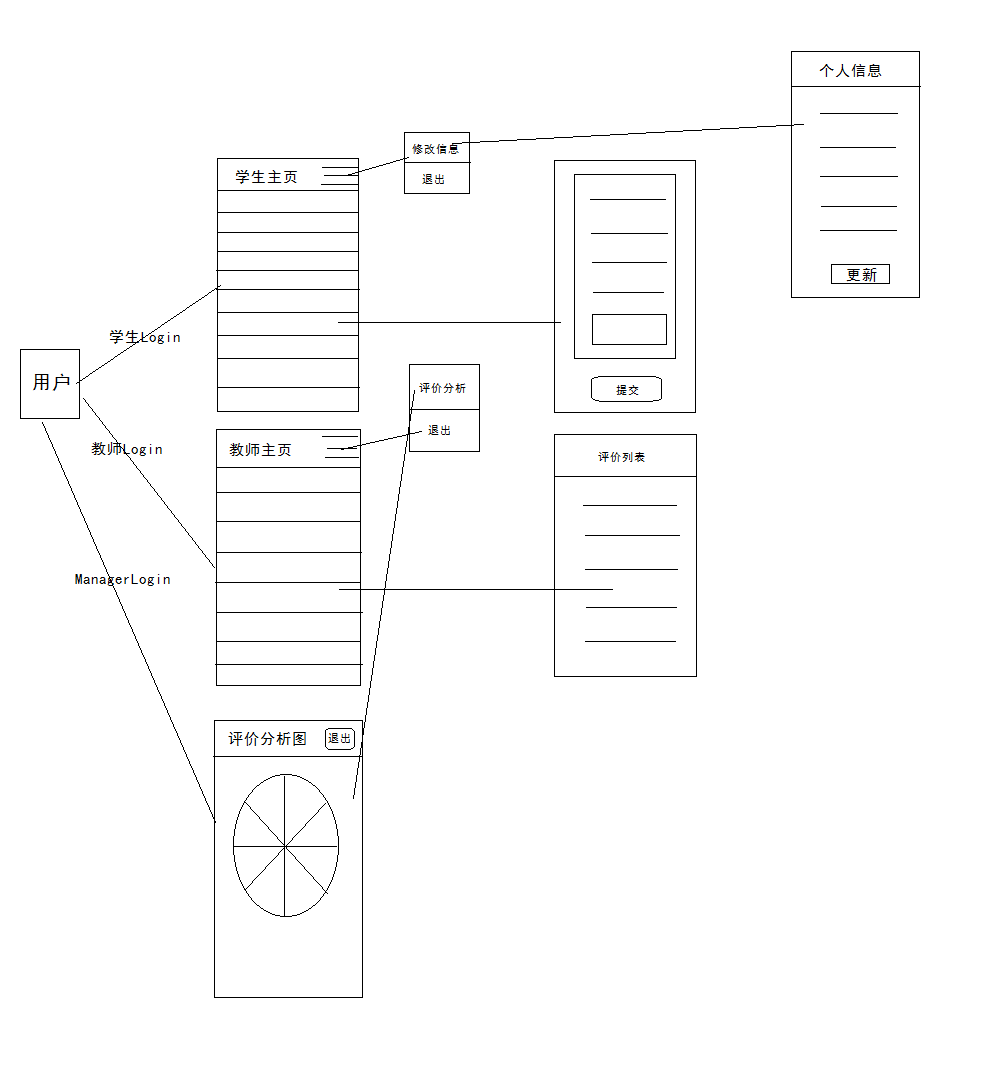 个人信息
修改信息
退出
学生主页
更新
学生Login
用户
提交
评价分析
退出
教师Login
教师主页
评价列表
ManagerLogin
评价分析图
退出